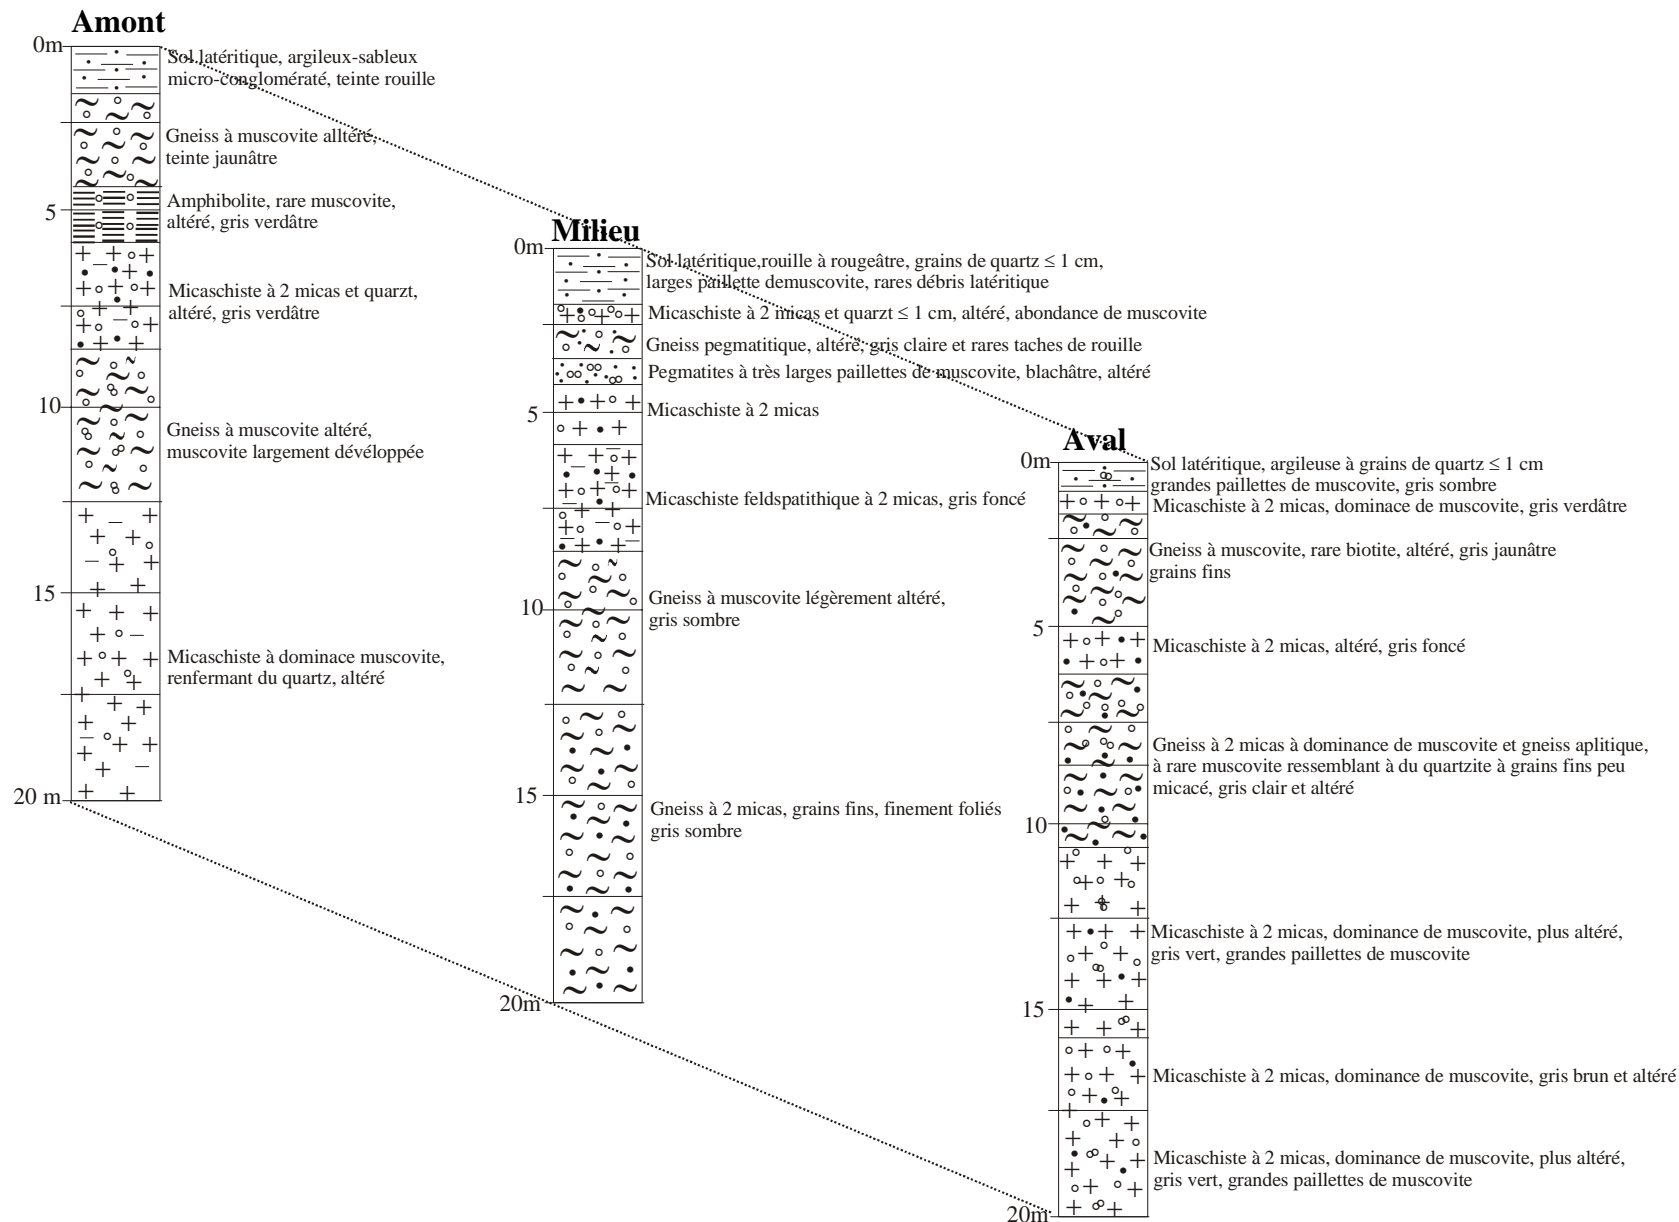 Amont
0m
Sol latéritique, argileux-sableux
micro-conglomératé, teinte rouille
Gneiss à muscovite alltéré,
teinte jaunâtre
Amphibolite, rare muscovite,
5
altéré, gris verdâtre
Micaschiste à 2 micas et quarzt,
altéré, gris verdâtre
10
Gneiss à muscovite altéré,
muscovite largement dévéloppée
15
Micaschiste à dominace muscovite,
renfermant du quartz, altéré
20 m
Milieu
0m
Sol latéritique,rouille à rougeâtre, grains de quartz ≤ 1 cm,
larges paillette demuscovite, rares débris latéritique
Micaschiste à 2 micas et quarzt ≤ 1 cm, altéré, abondance de muscovite
Gneiss pegmatitique, altéré, gris claire et rares taches de rouille
Pegmatites à très larges paillettes de muscovite, blachâtre, altéré
5
Micaschiste à 2 micas
Micaschiste feldspatithique à 2 micas, gris foncé
10
Gneiss à muscovite légèrement altéré,
gris sombre
15
Gneiss à 2 micas, grains fins, finement foliés
gris sombre
20m
Aval
0m
Sol latéritique, argileuse à grains de quartz ≤ 1 cm
grandes paillettes de muscovite, gris sombre
Micaschiste à 2 micas, dominace de muscovite, gris verdâtre
Gneiss à muscovite, rare biotite, altéré, gris jaunâtre
grains fins
5
Micaschiste à 2 micas, altéré, gris foncé
Gneiss à 2 micas à dominance de muscovite et gneiss aplitique,
à rare muscovite ressemblant à du quartzite à grains fins peu
micacé, gris clair et altéré
10
Micaschiste à 2 micas, dominance de muscovite, plus altéré,
gris vert, grandes paillettes de muscovite
15
Micaschiste à 2 micas, dominance de muscovite, gris brun et altéré
Micaschiste à 2 micas, dominance de muscovite, plus altéré,
gris vert, grandes paillettes de muscovite
20m